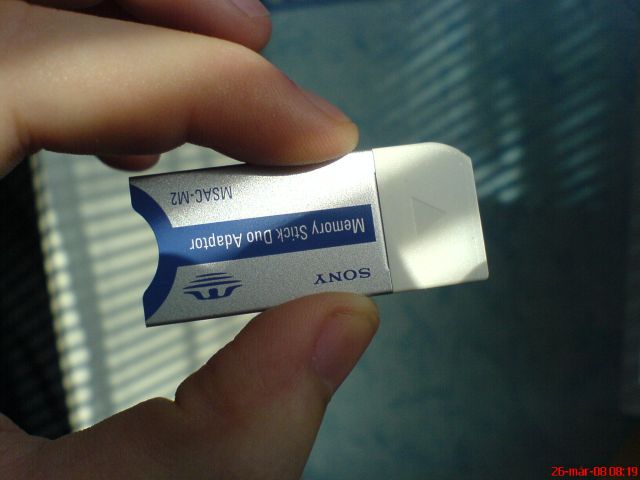 SONY
Memory Stick Duo Adaptor
MSAC-M2
26-mar-08 08:19